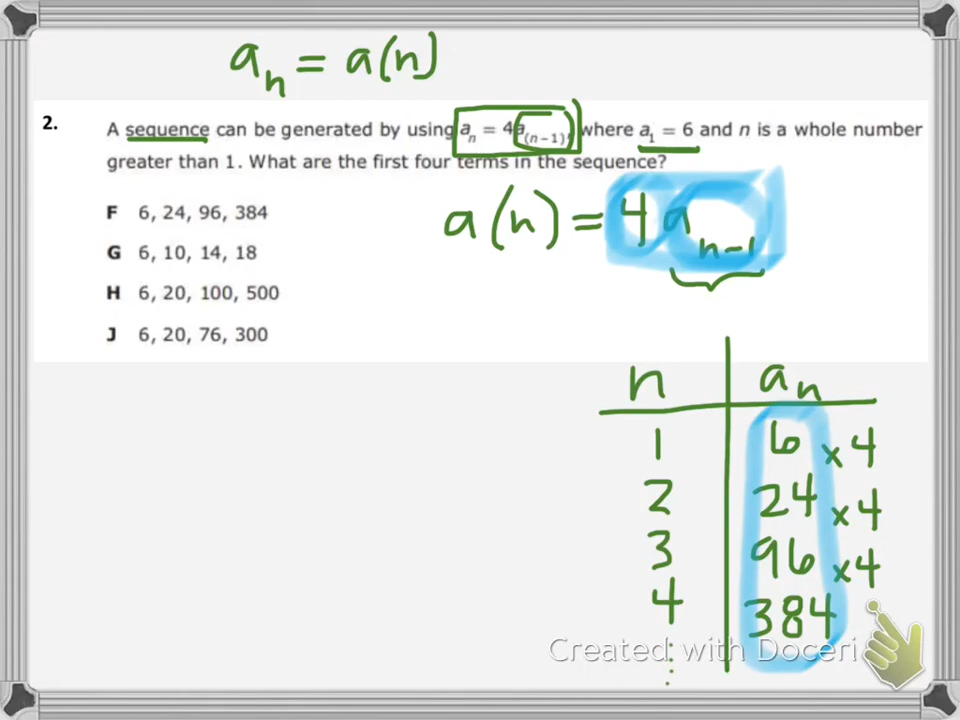 aₙ = a(n)
2. A sequence can be generated by using aₙ = 4a₍ₙ₋₁₎, where a₁ = 6 and n is a whole number
greater than 1. What are the first four terms in the sequence?
F 6, 24, 96, 384
G 6, 10, 14, 18
H 6, 20, 100, 500
J 6, 20, 76, 300
a(n) = 4aₙ₋₁
n aₙ
1 6 x4
2 24 x4
3 96 x4
4 384
Created with Doceri